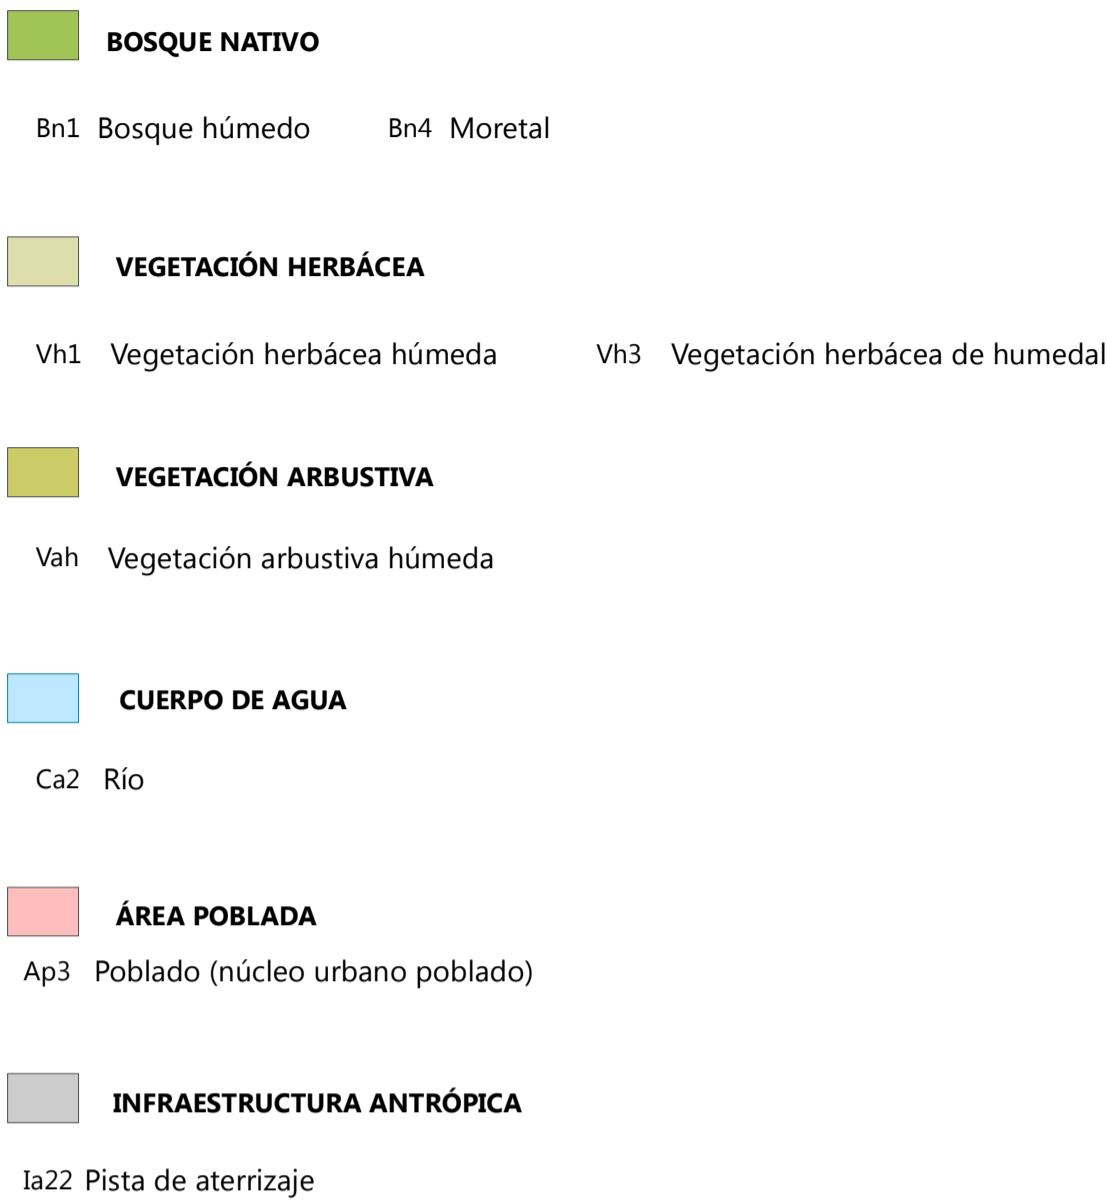 BOSQUE NATIVO
Bn1 Bosque húmedo Bn4 Moretal
VEGETACIÓN HERBÁCEA
Vh1 Vegetación herbácea húmeda Vh3 Vegetación herbácea de humedal
VEGETACIÓN ARBUSTIVA
Vah Vegetación arbustiva húmeda
CUERPO DE AGUA
Ca2 Río
ÁREA POBLADA
Ap3 Poblado (núcleo urbano poblado)
INFRAESTRUCTURA ANTRÓPICA
Ia22 Pista de aterrizaje